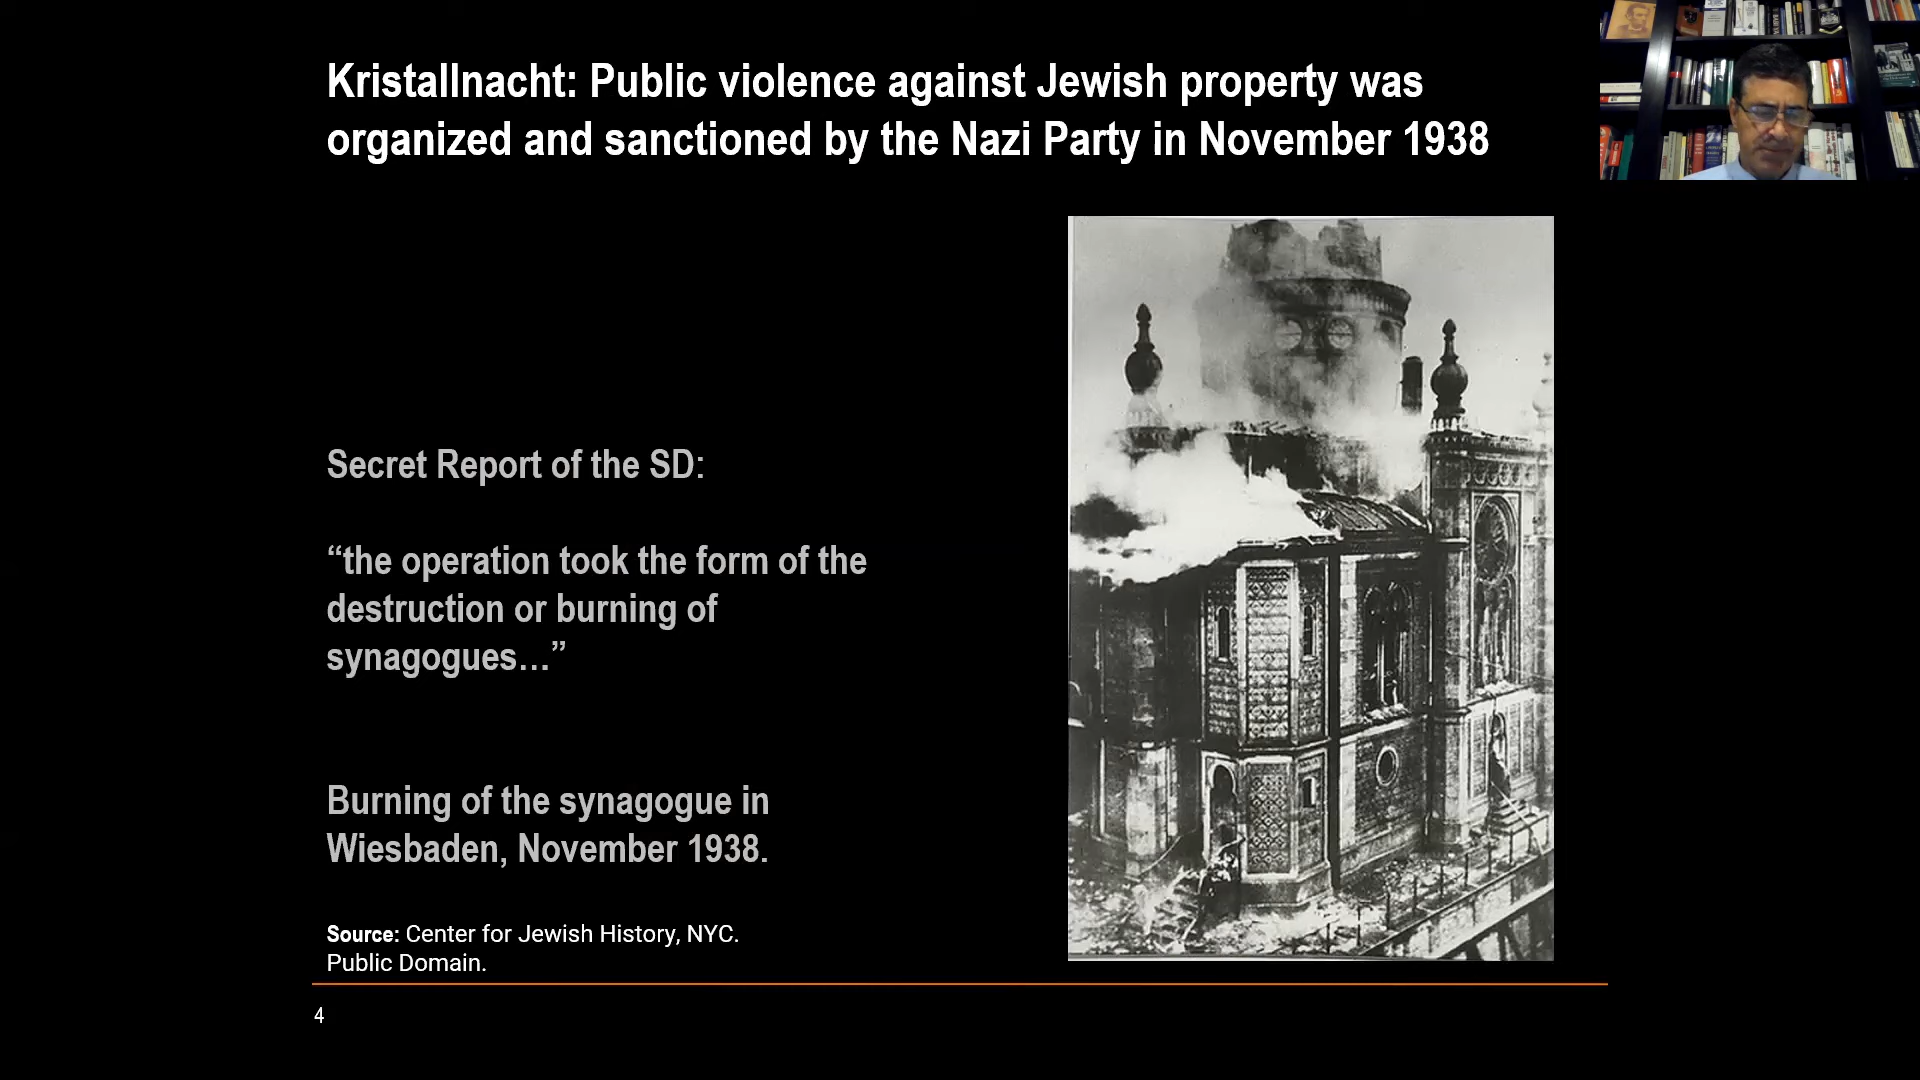 Kristallnacht: Public violence against Jewish property was
organized and sanctioned by the Nazi Party in November 1938
Secret Report of the SD:
“the operation took the form of the
destruction or burning of
synagogues…”
Burning of the synagogue in
Wiesbaden, November 1938.
Source: Center for Jewish History, NYC.
Public Domain.
4